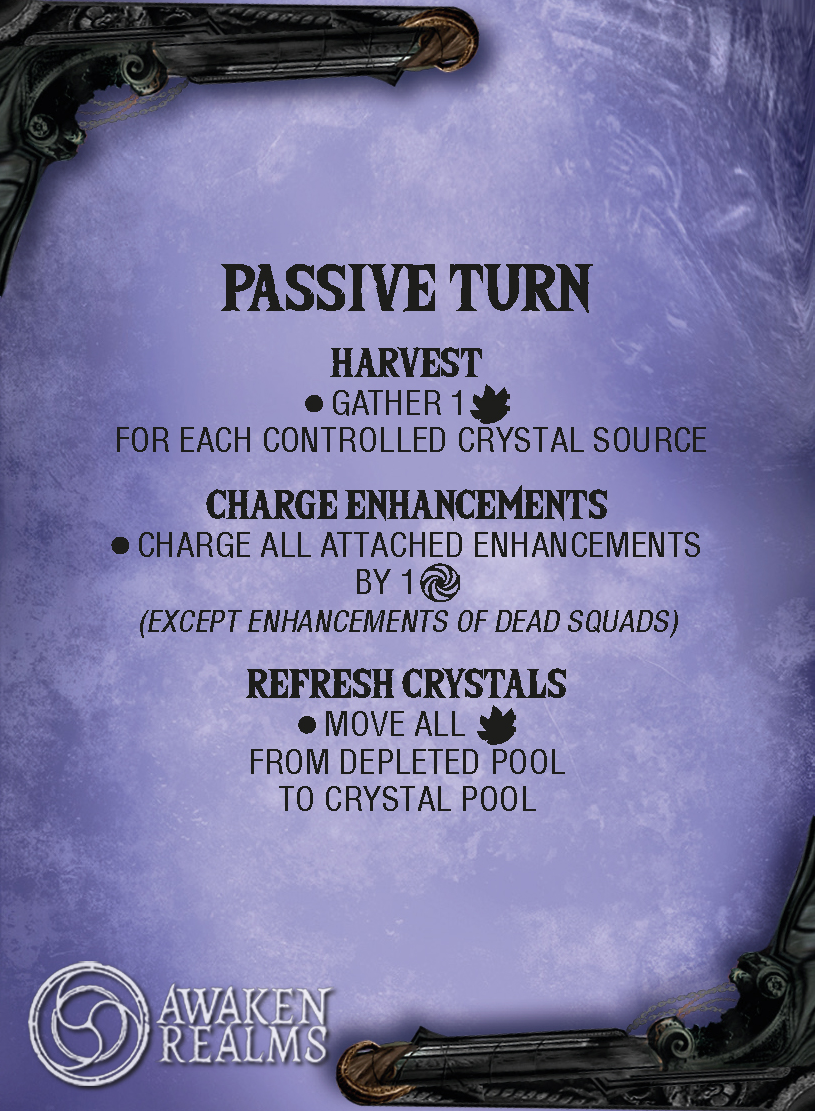 PASSIVE TURN
HARVEST
● GATHER 1
FOR EACH CONTROLLED CRYSTAL SOURCE
CHARGE ENHANCEMENTS
● CHARGE ALL ATTACHED ENHANCEMENTS
BY 1
(EXCEPT ENHANCEMENTS OF DEAD SQUADS)
REFRESH CRYSTALS
● MOVE ALL
FROM DEPLETED POOL
TO CRYSTAL POOL
AWAKEN
REALMS